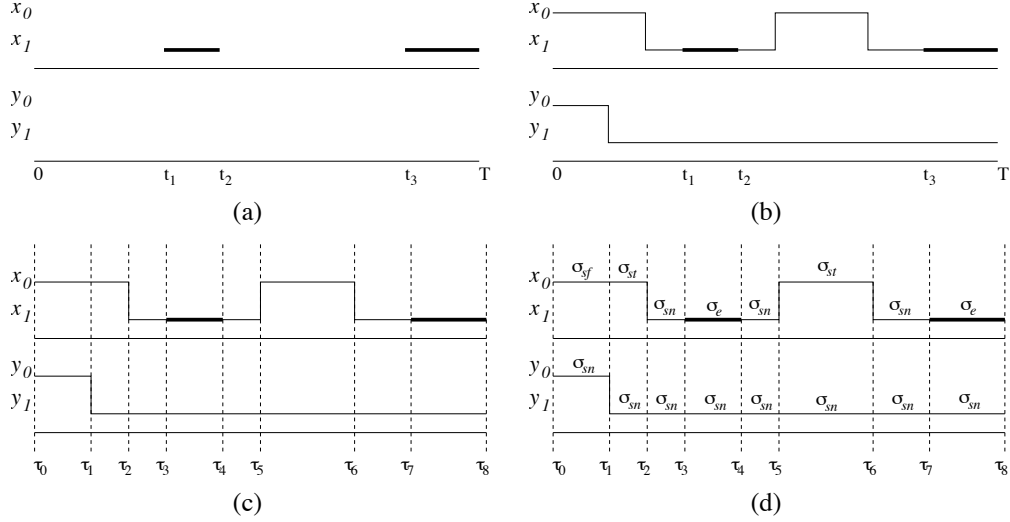 x₀
x₁
y₀
y₁
0 t₁ t₂ t₃ T
(a)
x₀
x₁
y₀
y₁
0 t₁ t₂ t₃ T
(b)
x₀
x₁
y₀
y₁
τ₀ τ₁ τ₂ τ₃ τ₄ τ₅ τ₆ τ₇ τ₈
(c)
x₀ σsf σst σst
x₁ σsn σe σsn σsn σe
y₀ σsn
y₁ σsn σsn σsn σsn σsn σsn σsn
τ₀ τ₁ τ₂ τ₃ τ₄ τ₅ τ₆ τ₇ τ₈
(d)